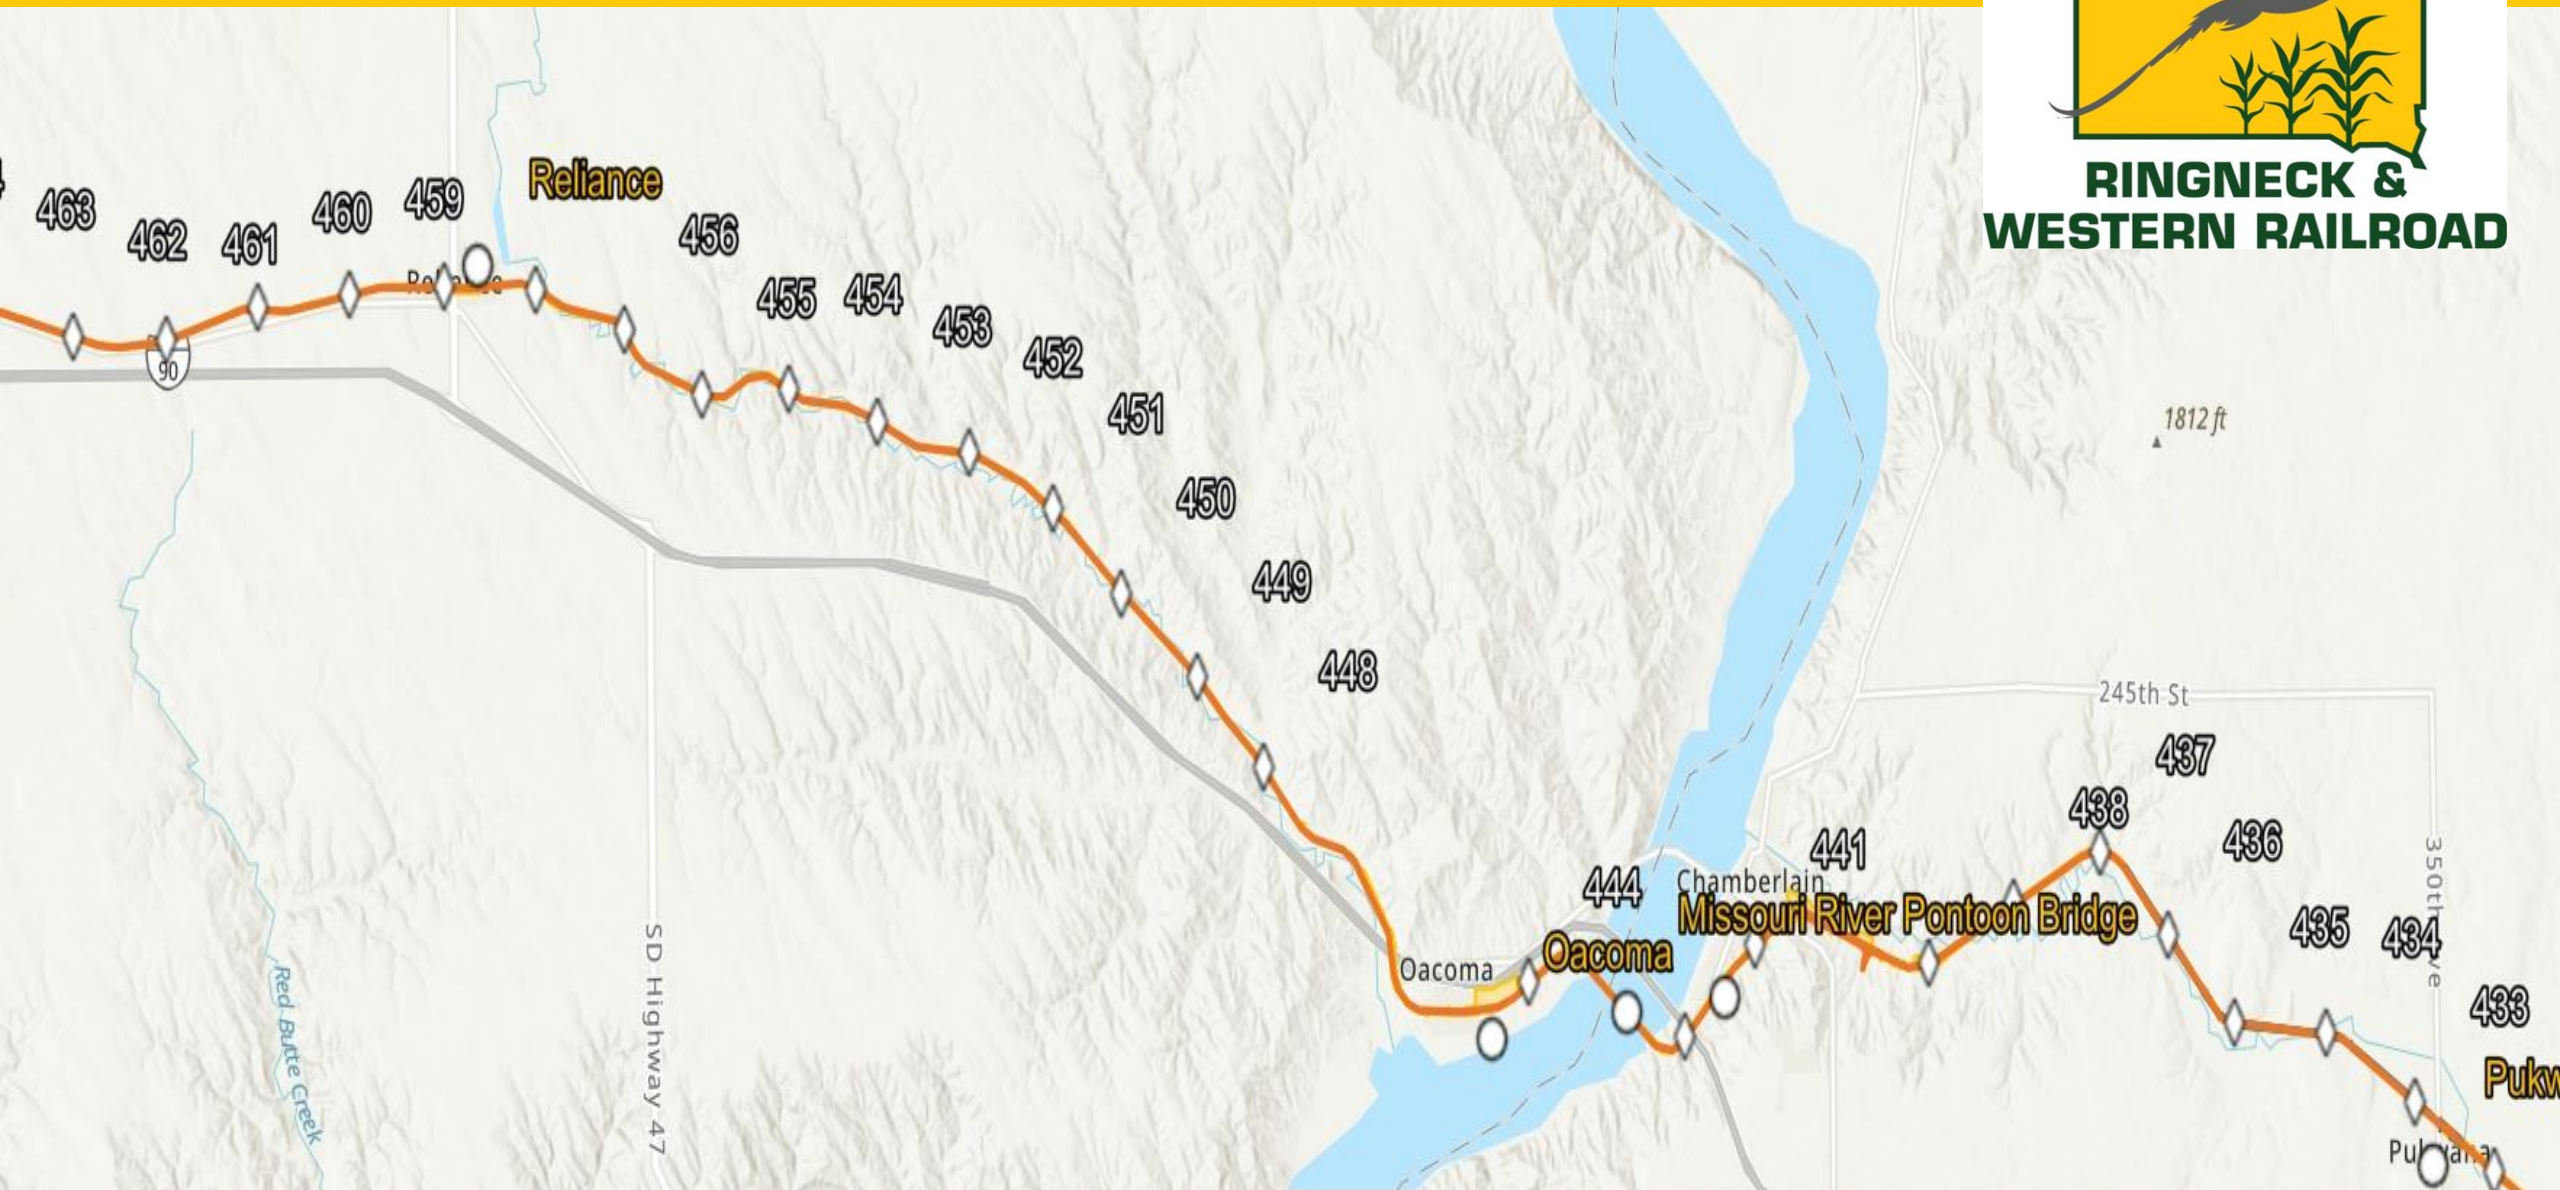 RINGNECK &
WESTERN RAILROAD
463
462
461
460
459
Reliance
456
455
454
453
452
451
450
449
448
90
1812 ft
245th St
437
438
436
441
435
434
350th
433
444
Chamberlain
Missouri River Pontoon Bridge
Oacoma
Oacoma
SD Highway 47
Red Butte Creek